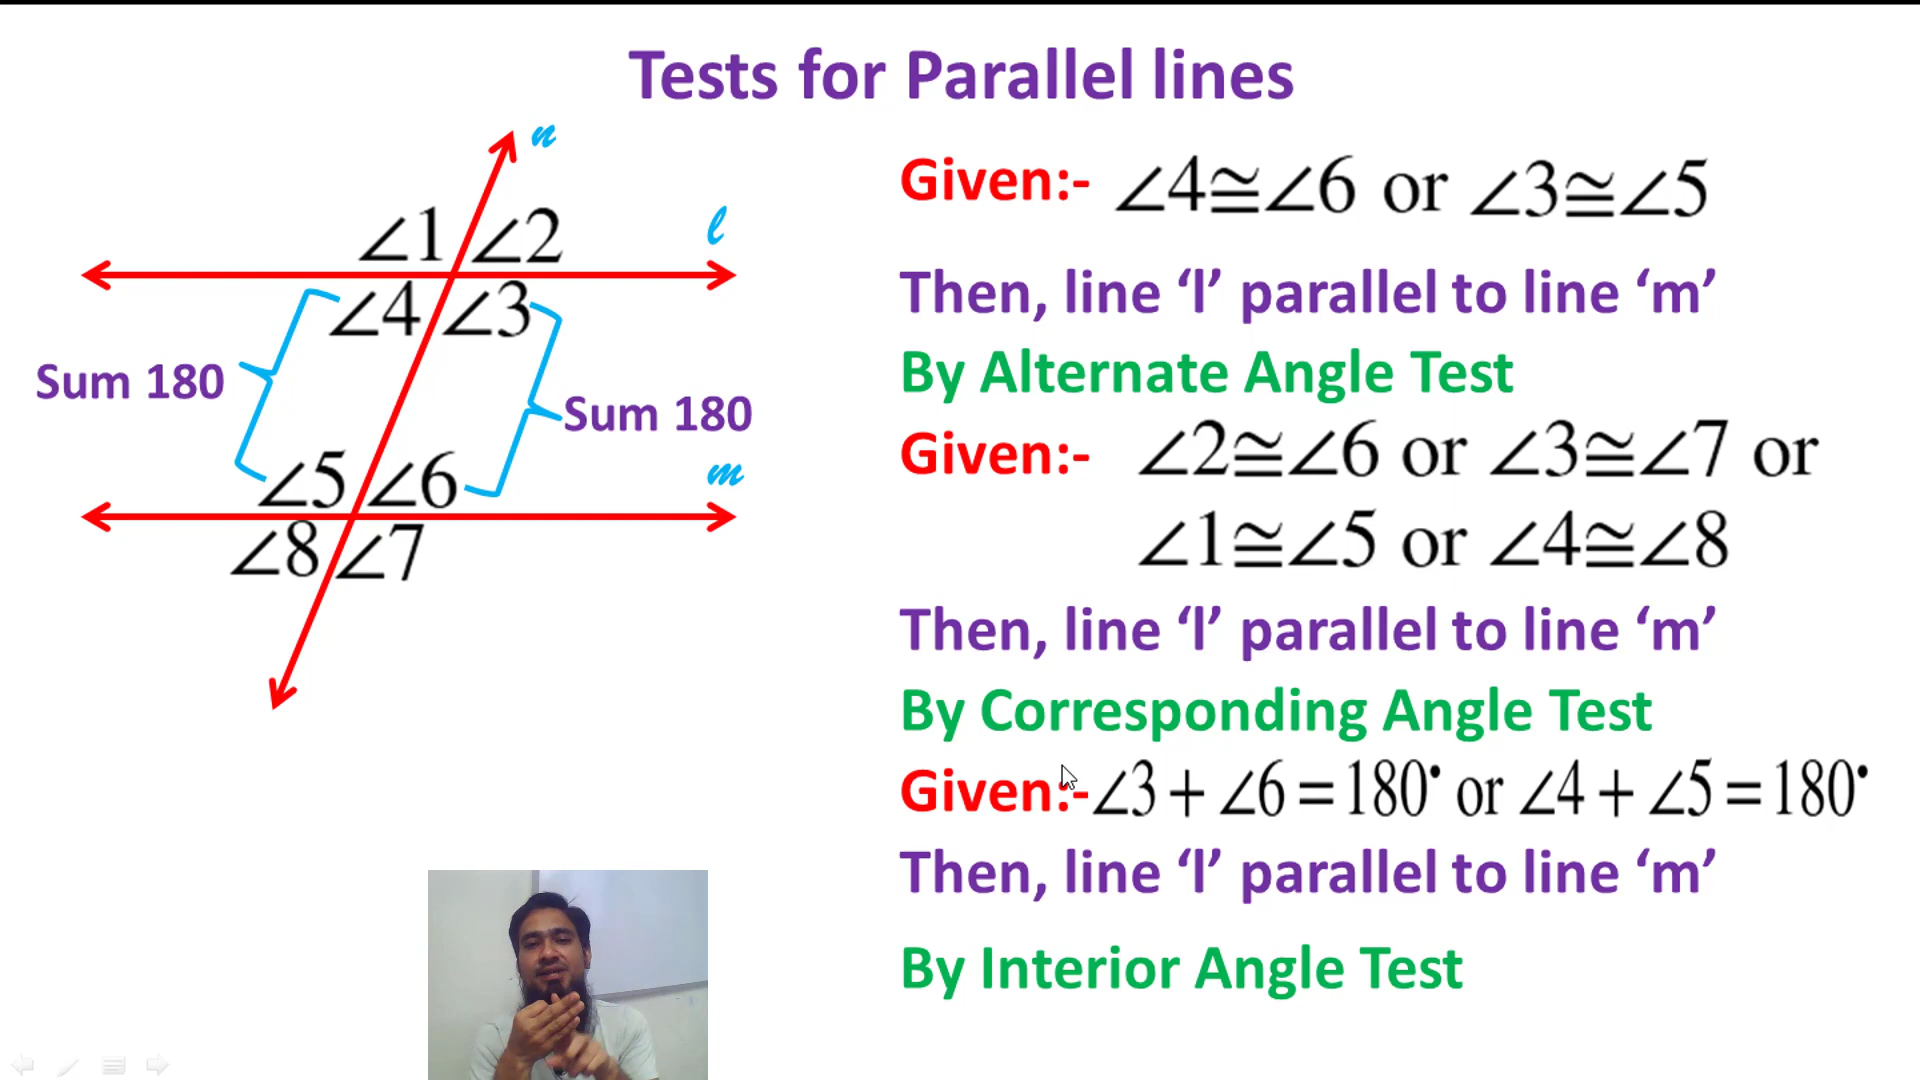 Tests for Parallel lines
n
l
∠1 ∠2
∠4 ∠3
Sum 180
Sum 180
m
∠5 ∠6
∠8 ∠7
Given:- ∠4≅∠6 or ∠3≅∠5
Then, line ‘l’ parallel to line ‘m’
By Alternate Angle Test
Given:- ∠2≅∠6 or ∠3≅∠7 or
∠1≅∠5 or ∠4≅∠8
Then, line ‘l’ parallel to line ‘m’
By Corresponding Angle Test
Given:- ∠3 + ∠6 = 180• or ∠4 + ∠5 = 180•
Then, line ‘l’ parallel to line ‘m’
By Interior Angle Test